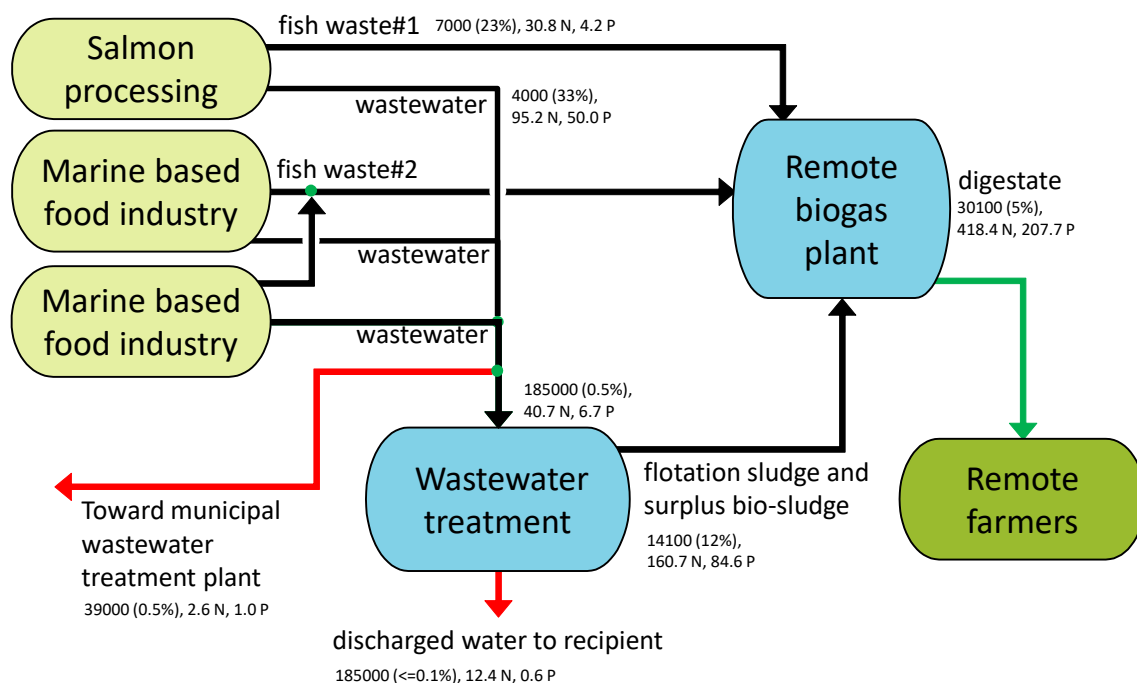 fish waste#1
7000 (23%), 30.8 N, 4.2 P
Salmon
processing
wastewater
4000 (33%),
95.2 N, 50.0 P
Marine based
food industry
fish waste#2
wastewater
Remote
biogas
plant
digestate
30100 (5%),
418.4 N, 207.7 P
Marine based
food industry
wastewater
185000 (0.5%),
40.7 N, 6.7 P
Wastewater
treatment
flotation sludge and
surplus bio-sludge
14100 (12%),
160.7 N, 84.6 P
Remote
farmers
Toward municipal
wastewater
treatment plant
39000 (0.5%), 2.6 N, 1.0 P
discharged water to recipient
185000 (<=0.1%), 12.4 N, 0.6 P